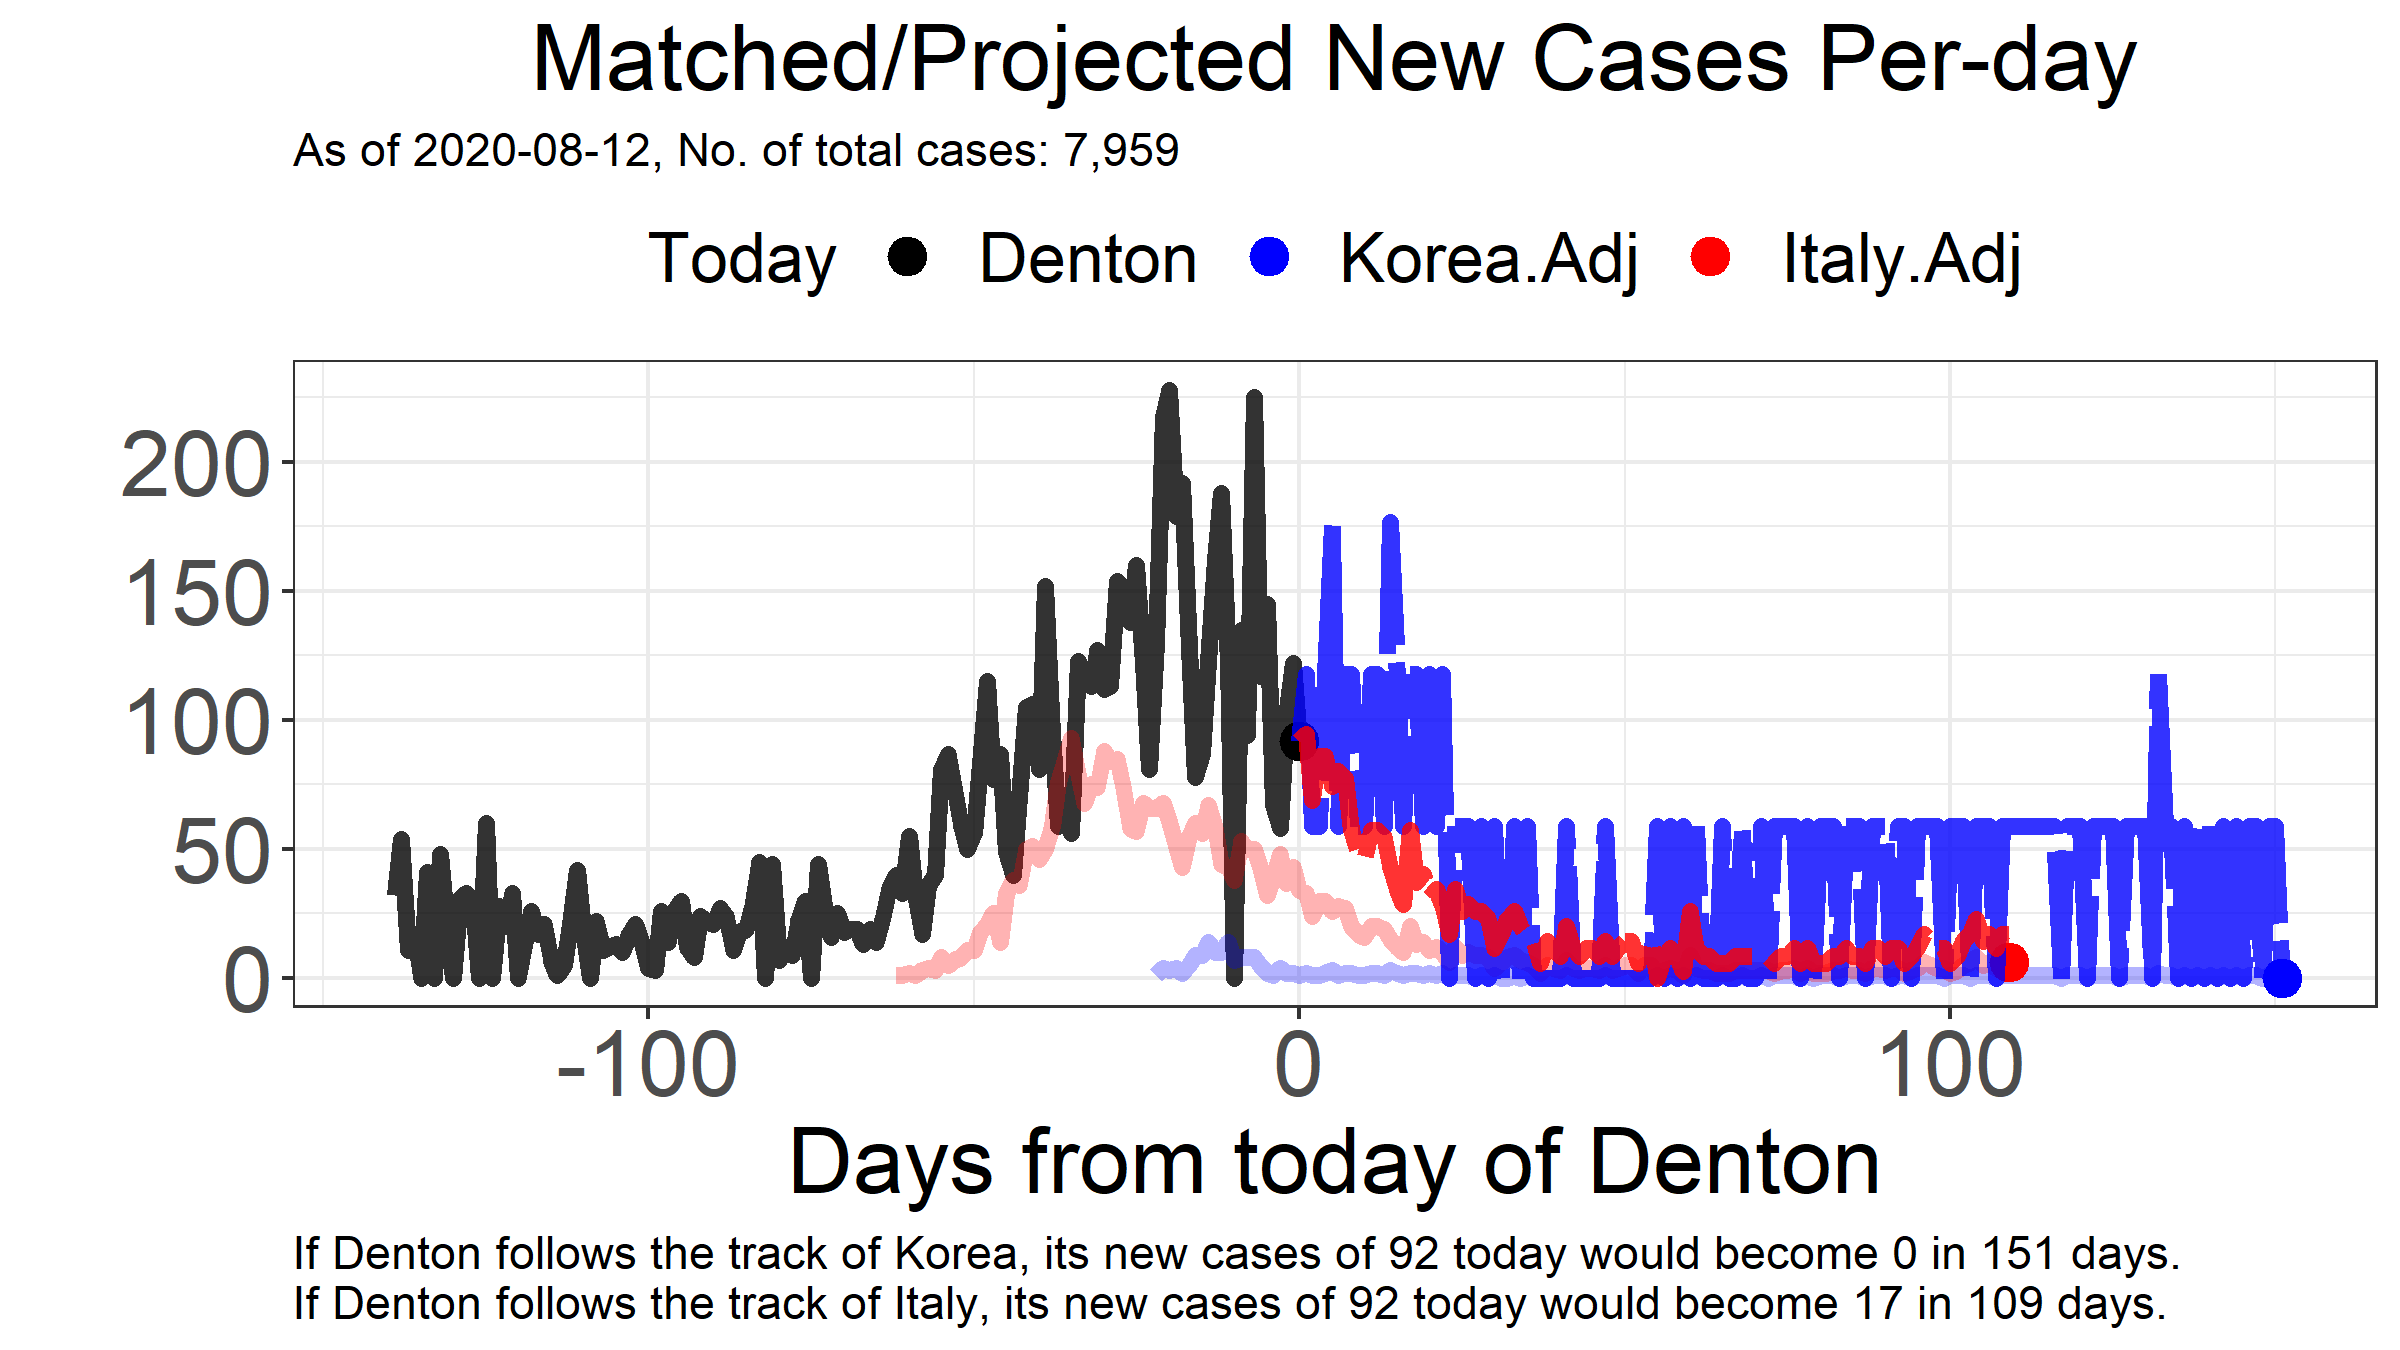 Matched/Projected New Cases Per-day
As of 2020-08-12, No. of total cases: 7,959
Today Denton Korea.Adj Italy.Adj
200
150
100
50
0
-100 0 100
Days from today of Denton
If Denton follows the track of Korea, its new cases of 92 today would become 0 in 151 days.
If Denton follows the track of Italy, its new cases of 92 today would become 17 in 109 days.